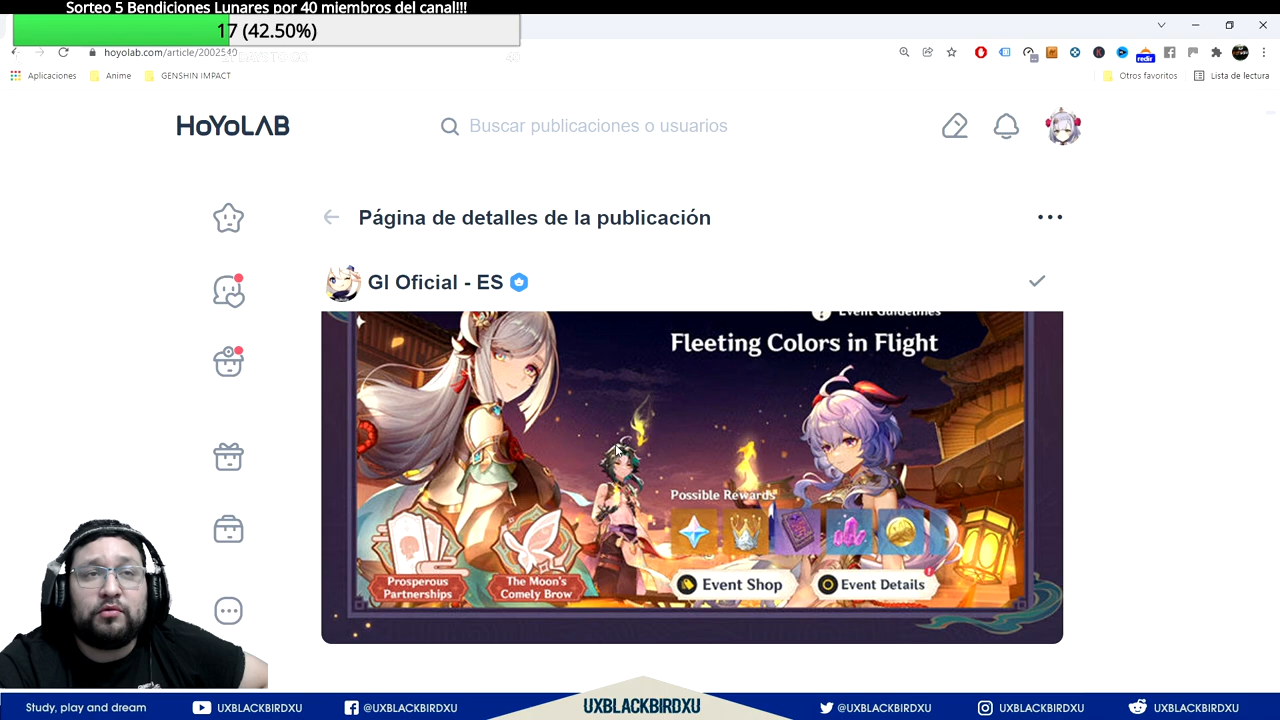 Sorteo 5 Bendiciones Lunares por 40 miembros del canal!!!
17 (42.50%)
hoyolab.com/article/2002540
40
Aplicaciones
Anime
GENSHIN IMPACT
redir
Otros favoritos
Lista de lectura
HoYoLAB
Buscar publicaciones o usuarios
Página de detalles de la publicación
GI Oficial - ES
Event Guidelines
Fleeting Colors in Flight
Possible Rewards
Prosperous
Partnerships
The Moon's
Comely Brow
Event Shop
Event Details
Study, play and dream
UXBLACKBIRDXU
@UXBLACKBIRDXU
UXBLACKBIRDXU
@UXBLACKBIRDXU
UXBLACKBIRDXU
UXBLACKBIRDXU